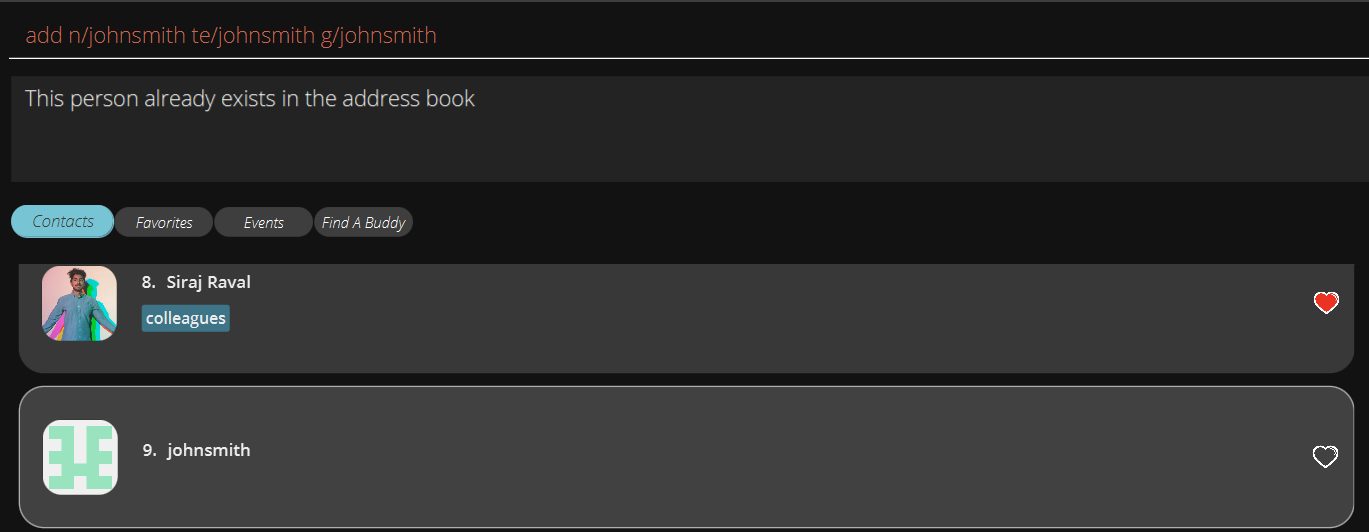 add n/johnsmith te/johnsmith g/johnsmith
This person already exists in the address book
Contacts Favorites Events Find A Buddy
8. Siraj Raval
colleagues
9. johnsmith